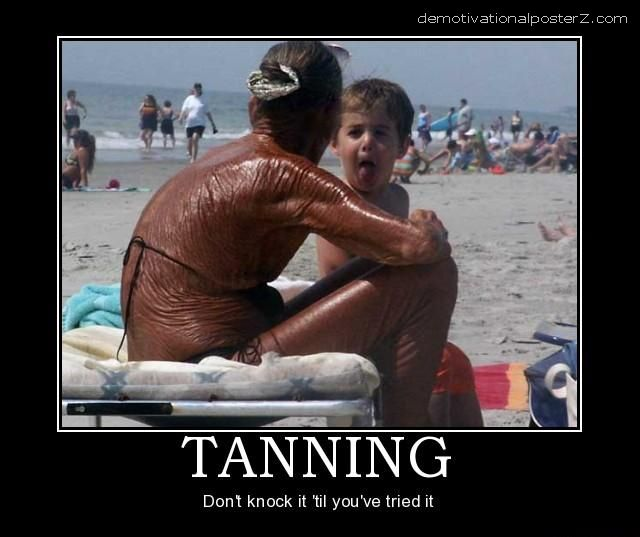 demotivationalposterZ.com
TANNING
Don't knock it 'til you've tried it